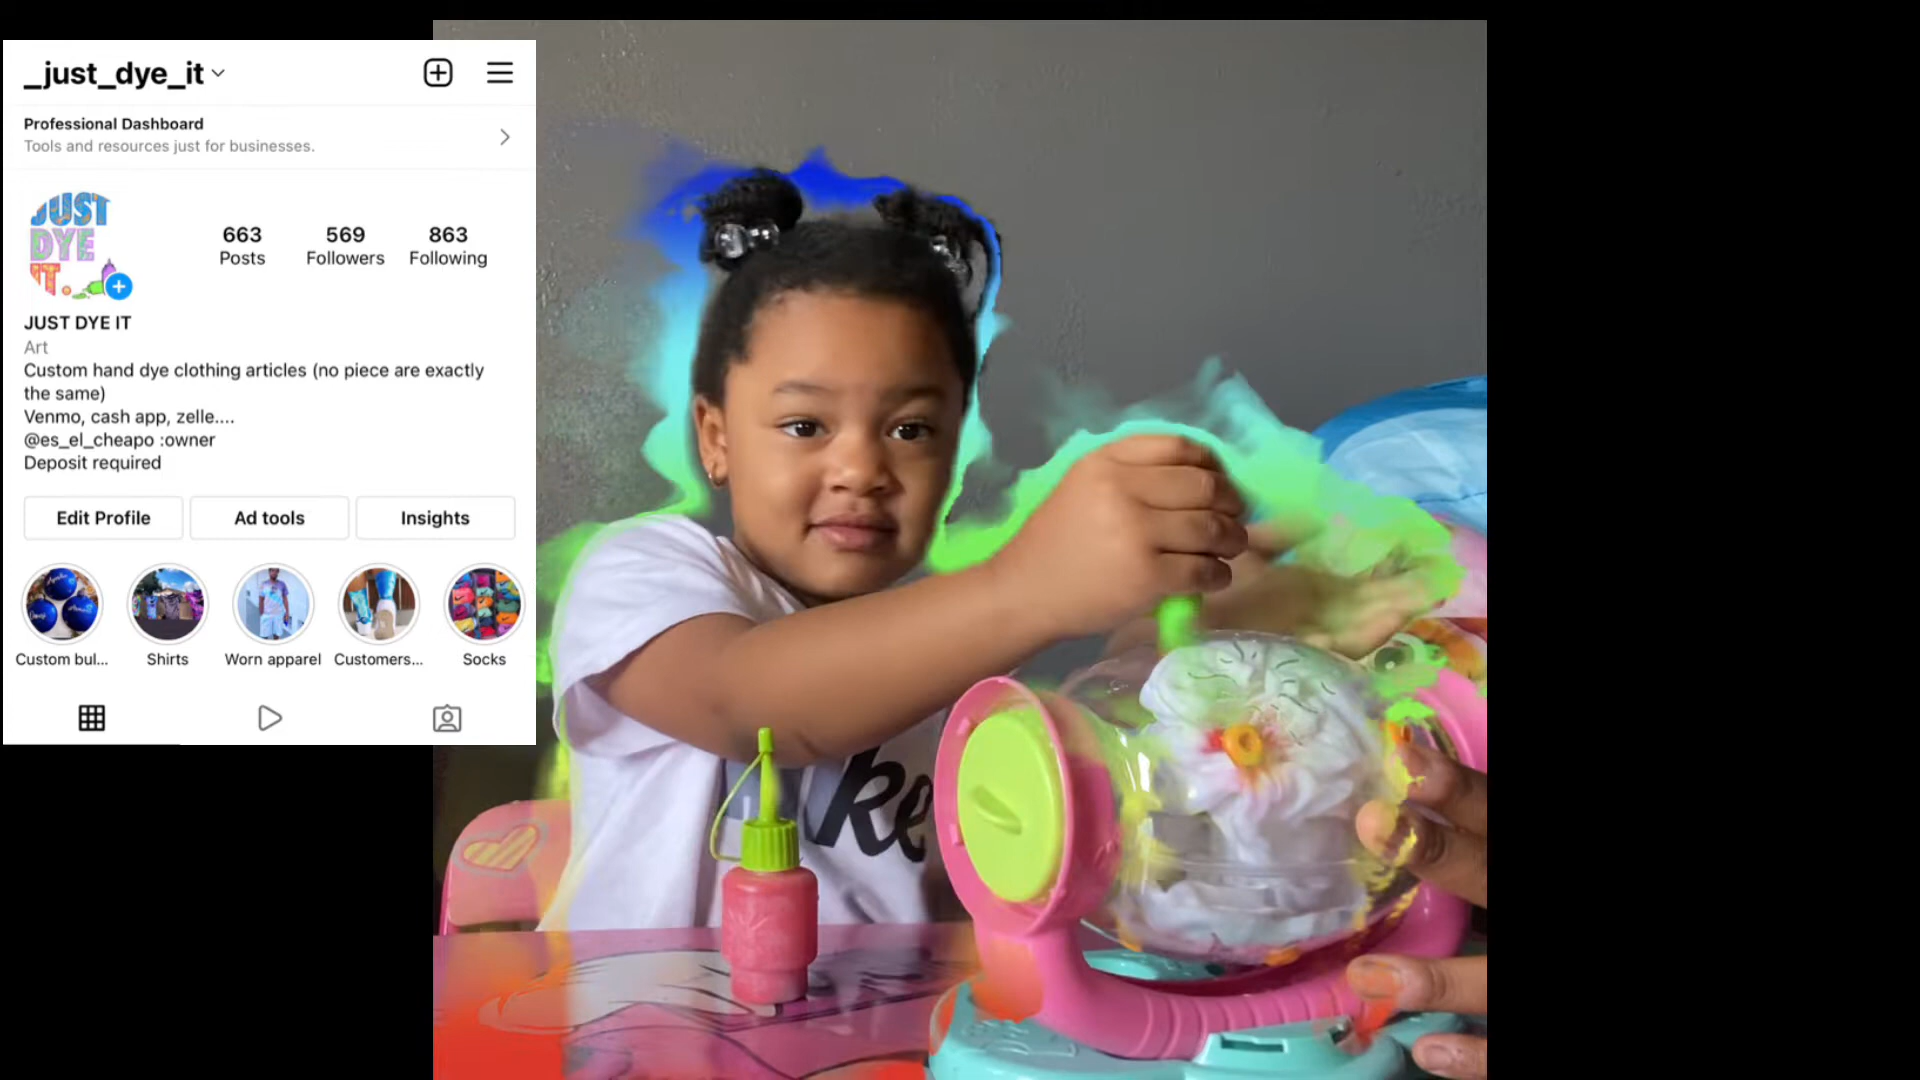 _just_dye_it
Professional Dashboard
Tools and resources just for businesses.
JUST
DYE
IT.
663
Posts
569
Followers
863
Following
JUST DYE IT
Art
Custom hand dye clothing articles (no piece are exactly
the same)
Venmo, cash app, zelle....
@es_el_cheapo :owner
Deposit required
Edit Profile
Ad tools
Insights
Custom bul...
Shirts
Worn apparel
Customers...
Socks